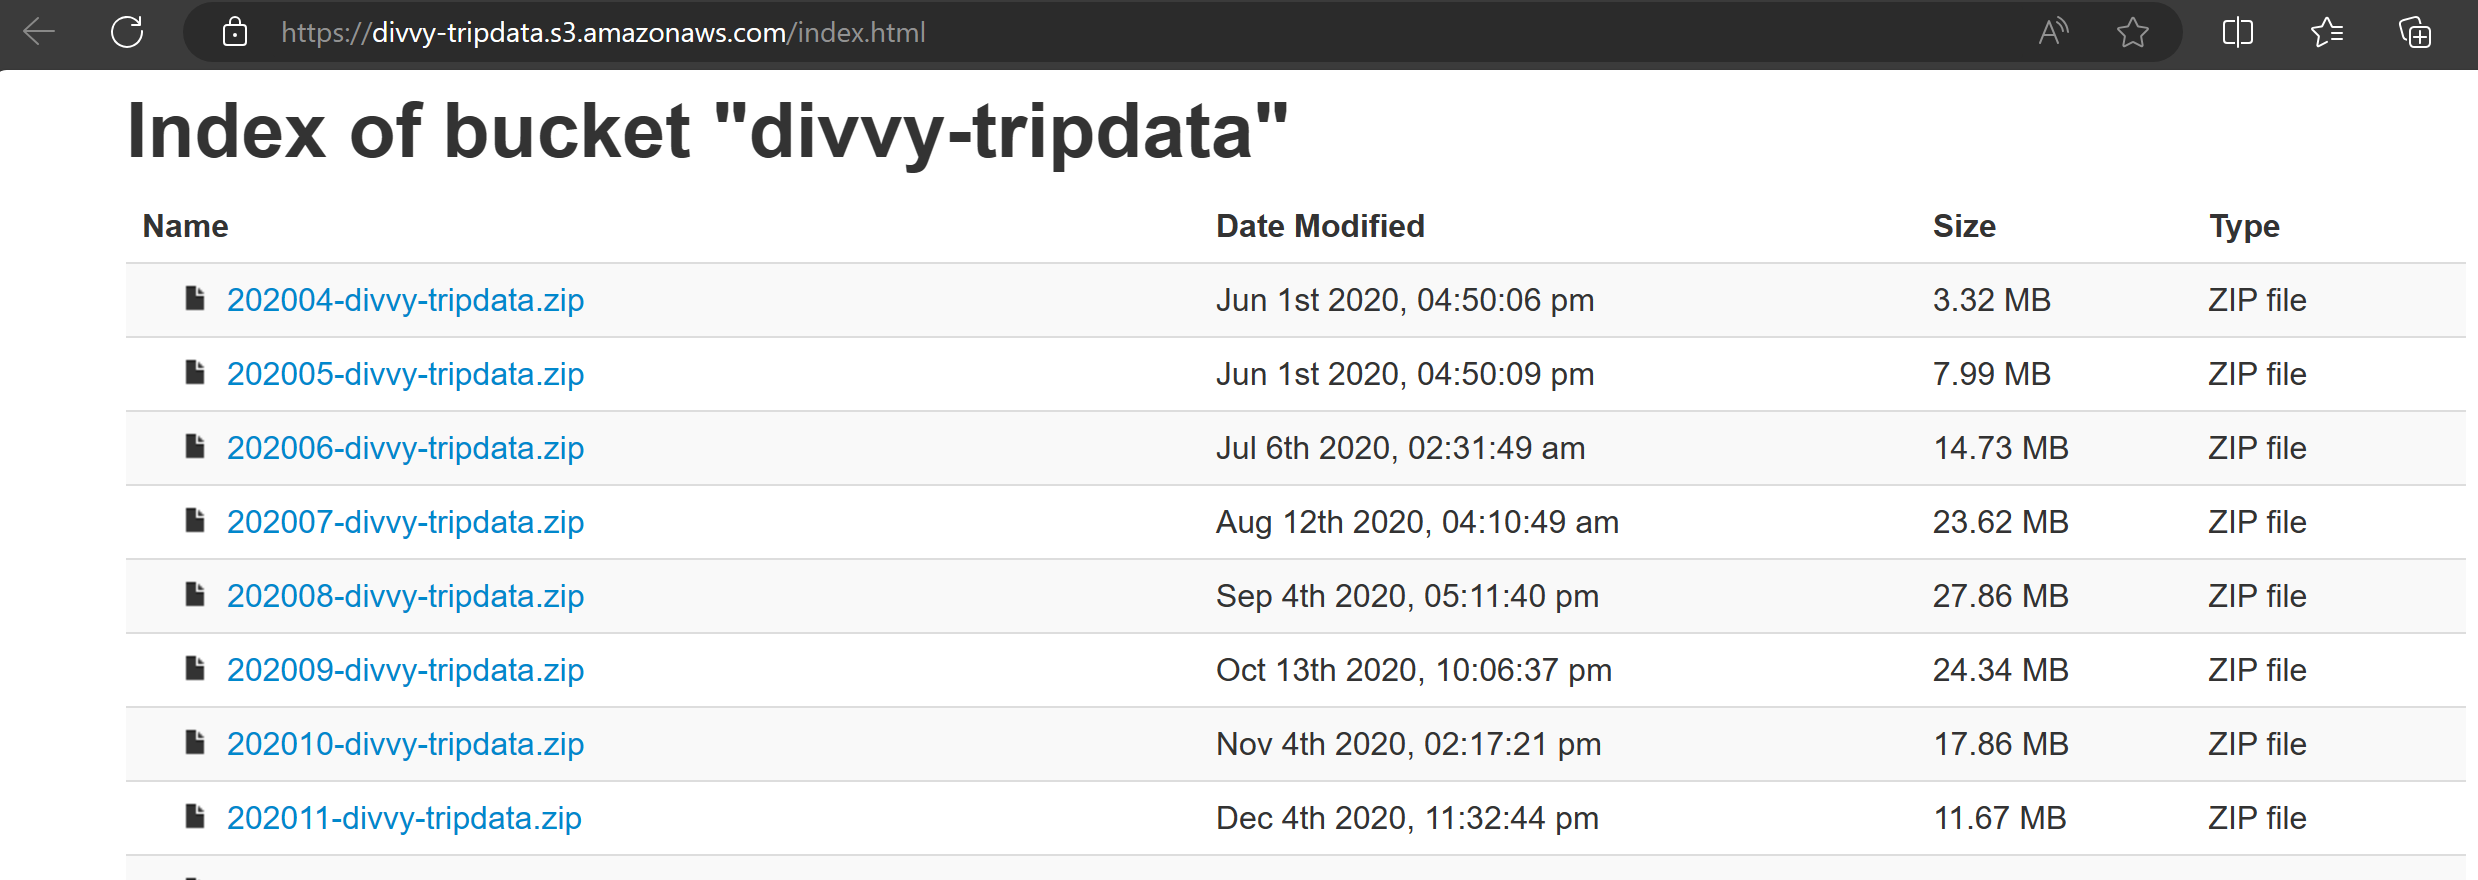 https://divvy-tripdata.s3.amazonaws.com/index.html
Index of bucket "divvy-tripdata"
Name Date Modified Size Type
202004-divvy-tripdata.zip Jun 1st 2020, 04:50:06 pm 3.32 MB ZIP file
202005-divvy-tripdata.zip Jun 1st 2020, 04:50:09 pm 7.99 MB ZIP file
202006-divvy-tripdata.zip Jul 6th 2020, 02:31:49 am 14.73 MB ZIP file
202007-divvy-tripdata.zip Aug 12th 2020, 04:10:49 am 23.62 MB ZIP file
202008-divvy-tripdata.zip Sep 4th 2020, 05:11:40 pm 27.86 MB ZIP file
202009-divvy-tripdata.zip Oct 13th 2020, 10:06:37 pm 24.34 MB ZIP file
202010-divvy-tripdata.zip Nov 4th 2020, 02:17:21 pm 17.86 MB ZIP file
202011-divvy-tripdata.zip Dec 4th 2020, 11:32:44 pm 11.67 MB ZIP file